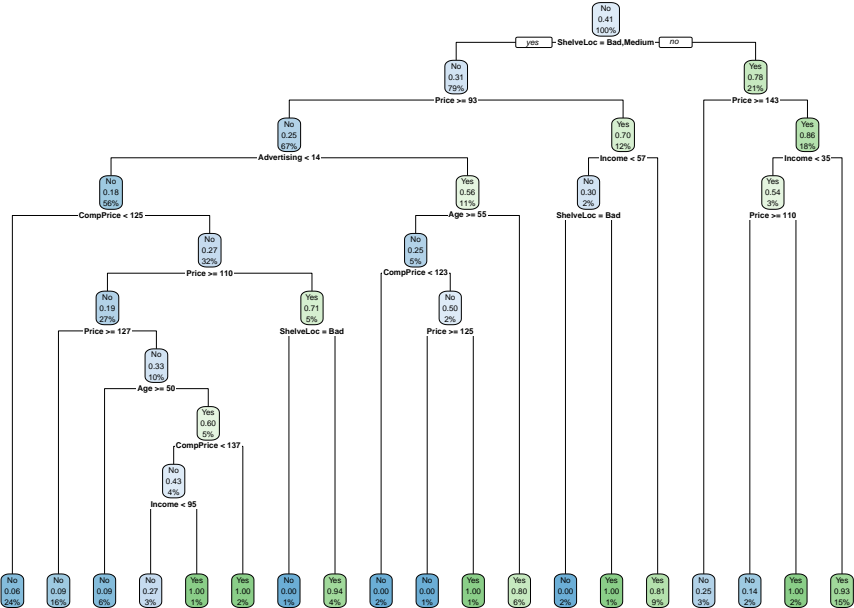 No
0.41
100%
yes ShelveLoc = Bad,Medium no
No
0.31
79%
Yes
0.78
21%
Price >= 93
Price >= 143
No
0.25
67%
Yes
0.70
12%
Yes
0.86
18%
Advertising < 14
Income < 57
Income < 35
No
0.18
56%
Yes
0.56
11%
No
0.30
2%
Yes
0.54
3%
CompPrice < 125
Age >= 55
ShelveLoc = Bad
Price >= 110
No
0.27
32%
No
0.25
5%
Price >= 110
CompPrice < 123
No
0.19
27%
Yes
0.71
5%
No
0.50
2%
Price >= 127
ShelveLoc = Bad
Price >= 125
No
0.33
10%
Age >= 50
Yes
0.60
5%
CompPrice < 137
No
0.43
4%
Income < 95
No
0.06
24%
No
0.09
16%
No
0.09
6%
No
0.27
3%
Yes
1.00
1%
Yes
1.00
2%
No
0.00
1%
Yes
0.94
4%
No
0.00
2%
No
0.00
1%
Yes
1.00
1%
Yes
0.80
6%
No
0.00
2%
Yes
1.00
1%
Yes
0.81
9%
No
0.25
3%
No
0.14
2%
Yes
1.00
2%
Yes
0.93
15%